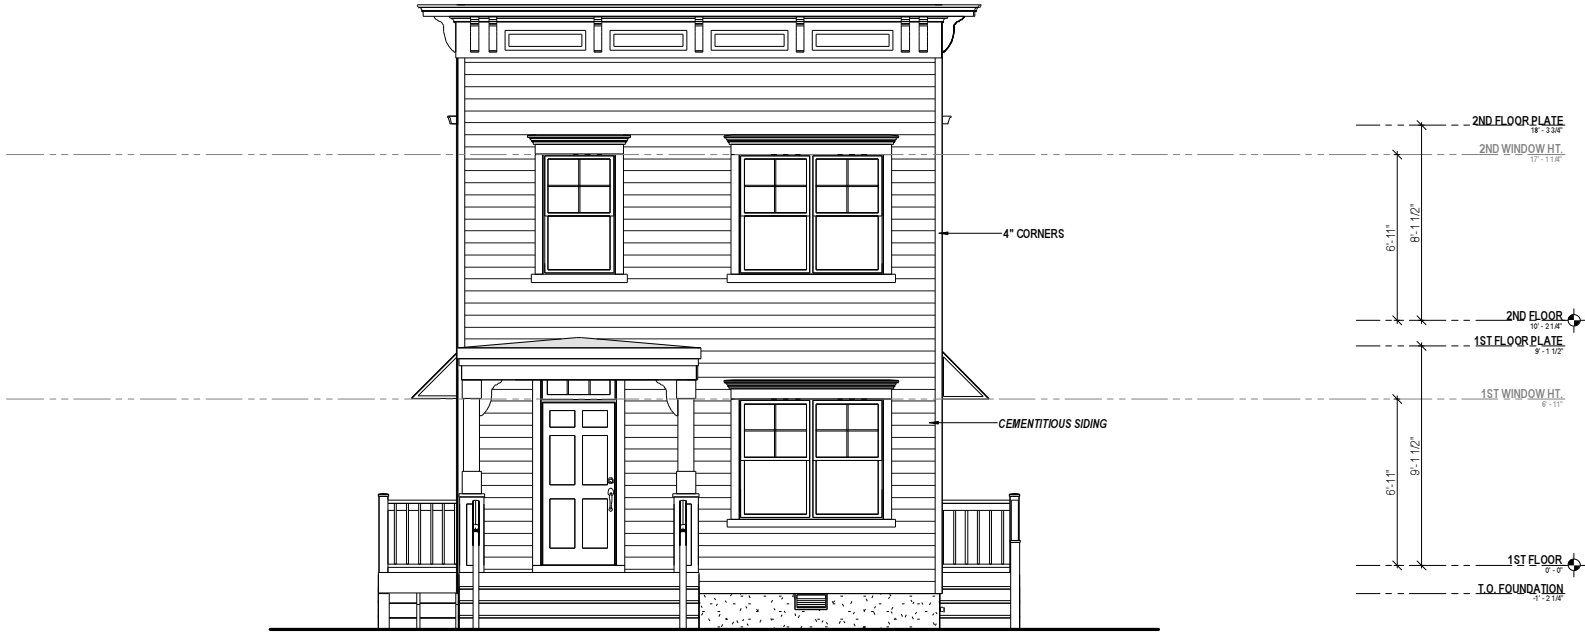 2ND FLOOR PLATE
18' - 3 3/4"
2ND WINDOW HT.
17' - 1 1/4"
4" CORNERS
6'-11"
8'-1 1/2"
2ND FLOOR
10' - 2 1/4"
1ST FLOOR PLATE
9' - 1 1/2"
1ST WINDOW HT.
6' - 11"
CEMENTITIOUS SIDING
6'-11"
9'-1 1/2"
1ST FLOOR
0' - 0"
T.O. FOUNDATION
-1' - 2 1/4"